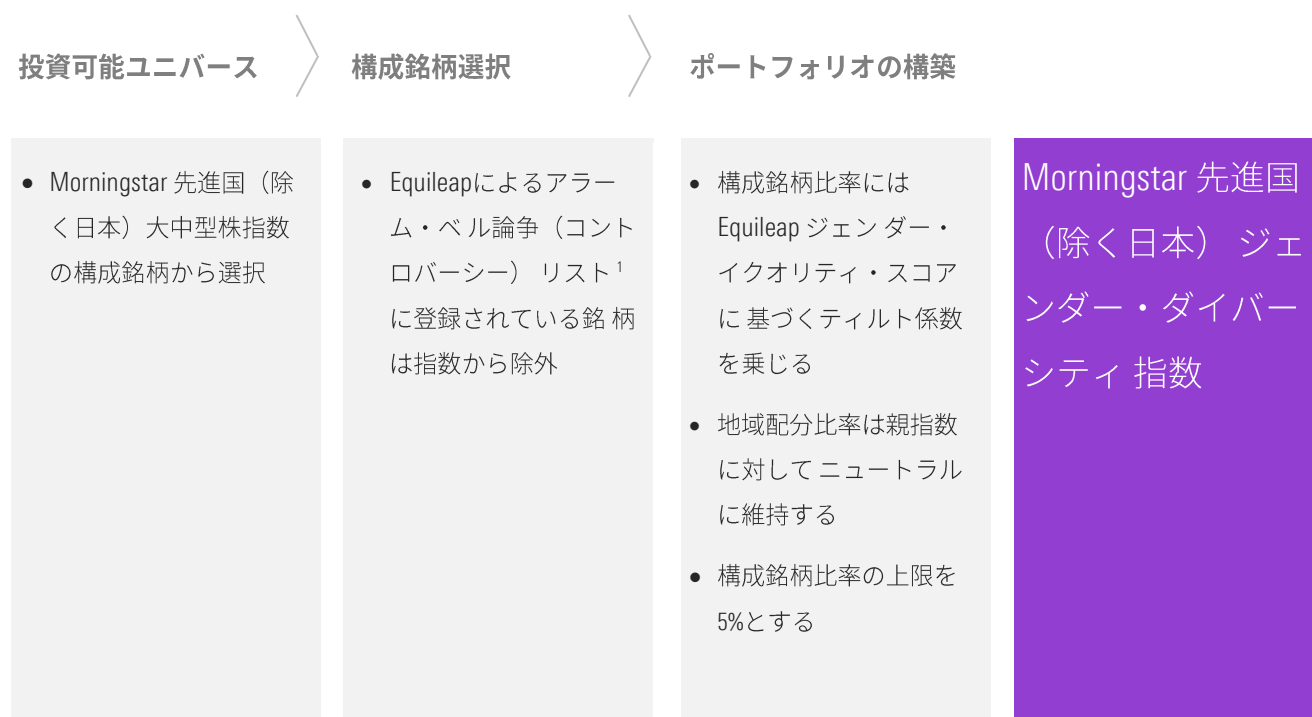 投資可能ユニバース
構成銘柄選択
ポートフォリオの構築
• Morningstar 先進国（除
く日本）大中型株指数
の構成銘柄から選択
• Equileapによるアラー
ム・ベ ル論争（コント
ロバーシー） リスト 1
に登録されている銘 柄
は指数から除外
• 構成銘柄比率には
Equileap ジェン ダー・
イクオリティ・スコア
に 基づくティルト係数
を乗じる
• 地域配分比率は親指数
に対して ニュートラル
に維持する
• 構成銘柄比率の上限を
5%とする
Morningstar 先進国
（除く日本） ジェ
ンダー・ダイバー
シティ 指数